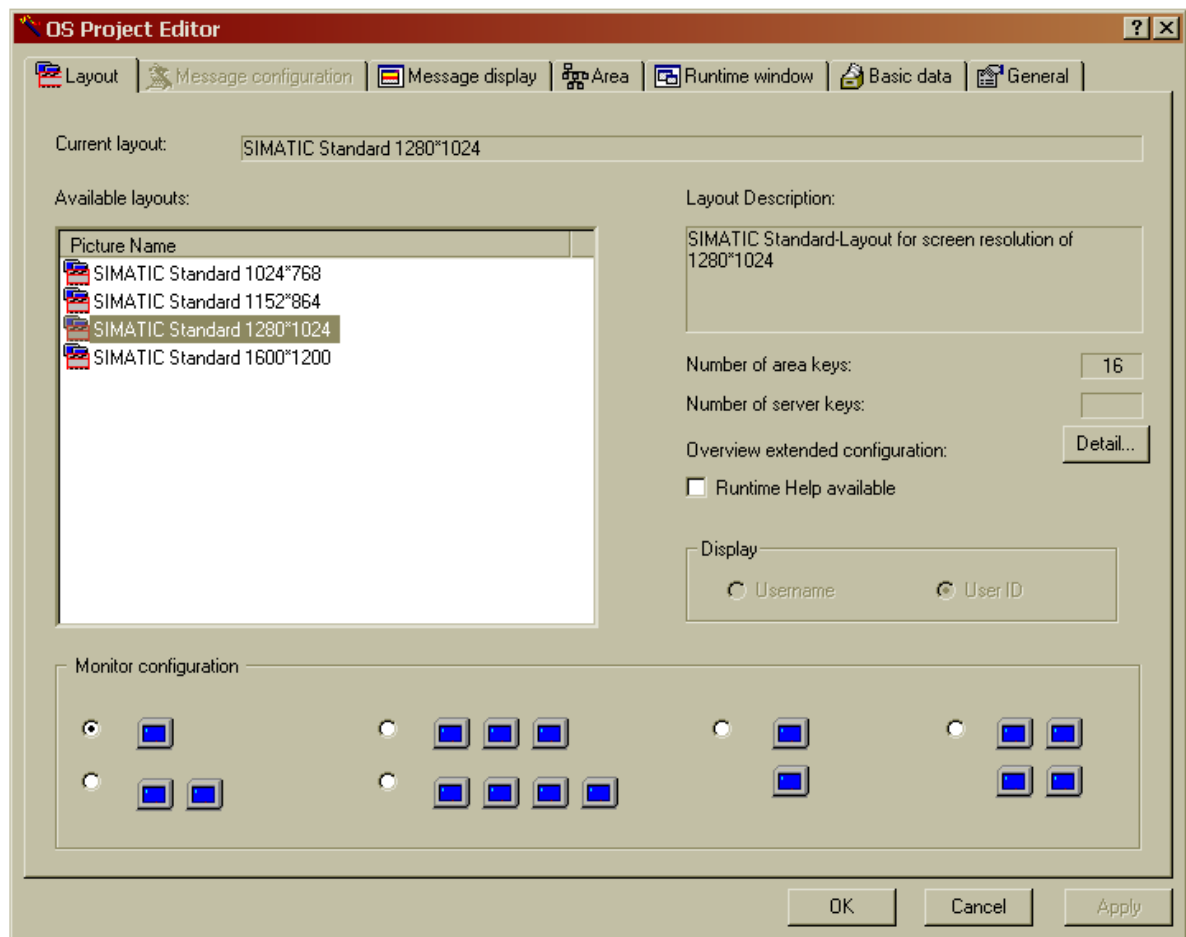 OS Project Editor
Layout Message configuration Message display Area Runtime window Basic data General
Current layout: SIMATIC Standard 1280*1024
Available layouts:
Picture Name
SIMATIC Standard 1024*768
SIMATIC Standard 1152*864
SIMATIC Standard 1280*1024
SIMATIC Standard 1600*1200
Layout Description:
SIMATIC Standard-Layout for screen resolution of
1280*1024
Number of area keys: 16
Number of server keys:
Overview extended configuration: Detail...
Runtime Help available
Display
Username User ID
Monitor configuration
OK Cancel Apply